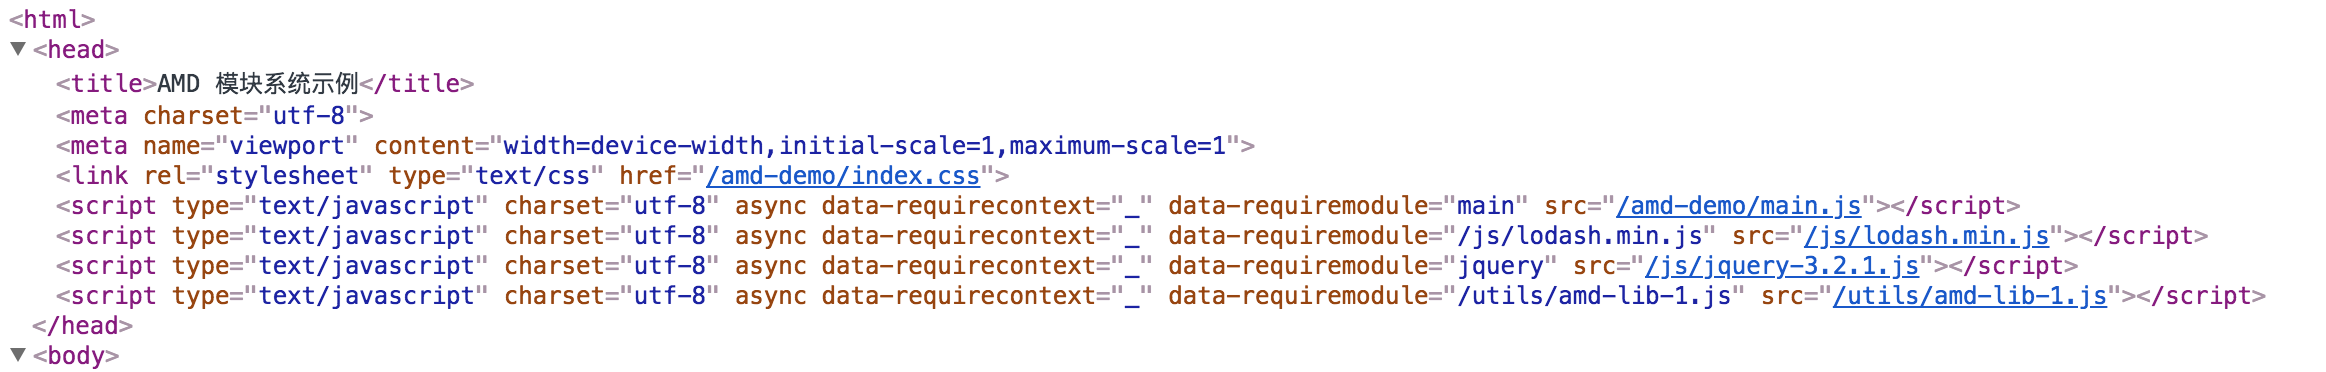 <html>
<head>
<title>AMD 模块系统示例</title>
<meta charset="utf-8">
<meta name="viewport" content="width=device-width,initial-scale=1,maximum-scale=1">
<link rel="stylesheet" type="text/css" href="/amd-demo/index.css">
<script type="text/javascript" charset="utf-8" async data-requirecontext="_" data-requiremodule="main" src="/amd-demo/main.js"></script>
<script type="text/javascript" charset="utf-8" async data-requirecontext="_" data-requiremodule="/js/lodash.min.js" src="/js/lodash.min.js"></script>
<script type="text/javascript" charset="utf-8" async data-requirecontext="_" data-requiremodule="jquery" src="/js/jquery-3.2.1.js"></script>
<script type="text/javascript" charset="utf-8" async data-requirecontext="_" data-requiremodule="/utils/amd-lib-1.js" src="/utils/amd-lib-1.js"></script>
</head>
<body>